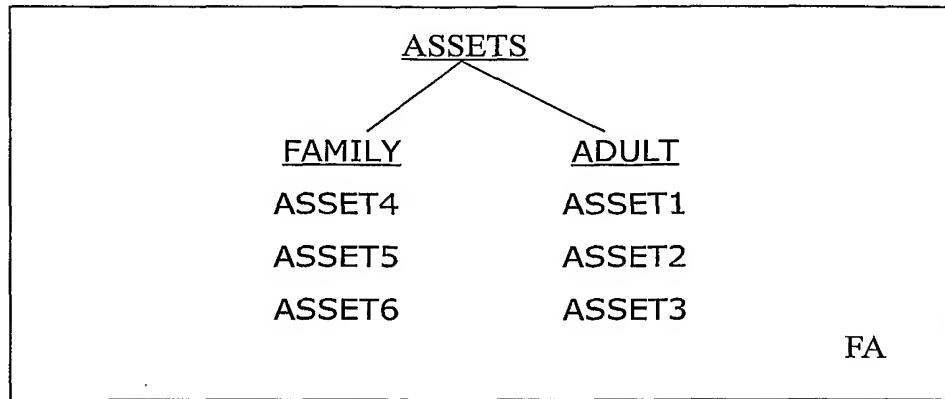 ASSETS
FAMILY ADULT
ASSET4 ASSET1
ASSET5 ASSET2
ASSET6 ASSET3
FA